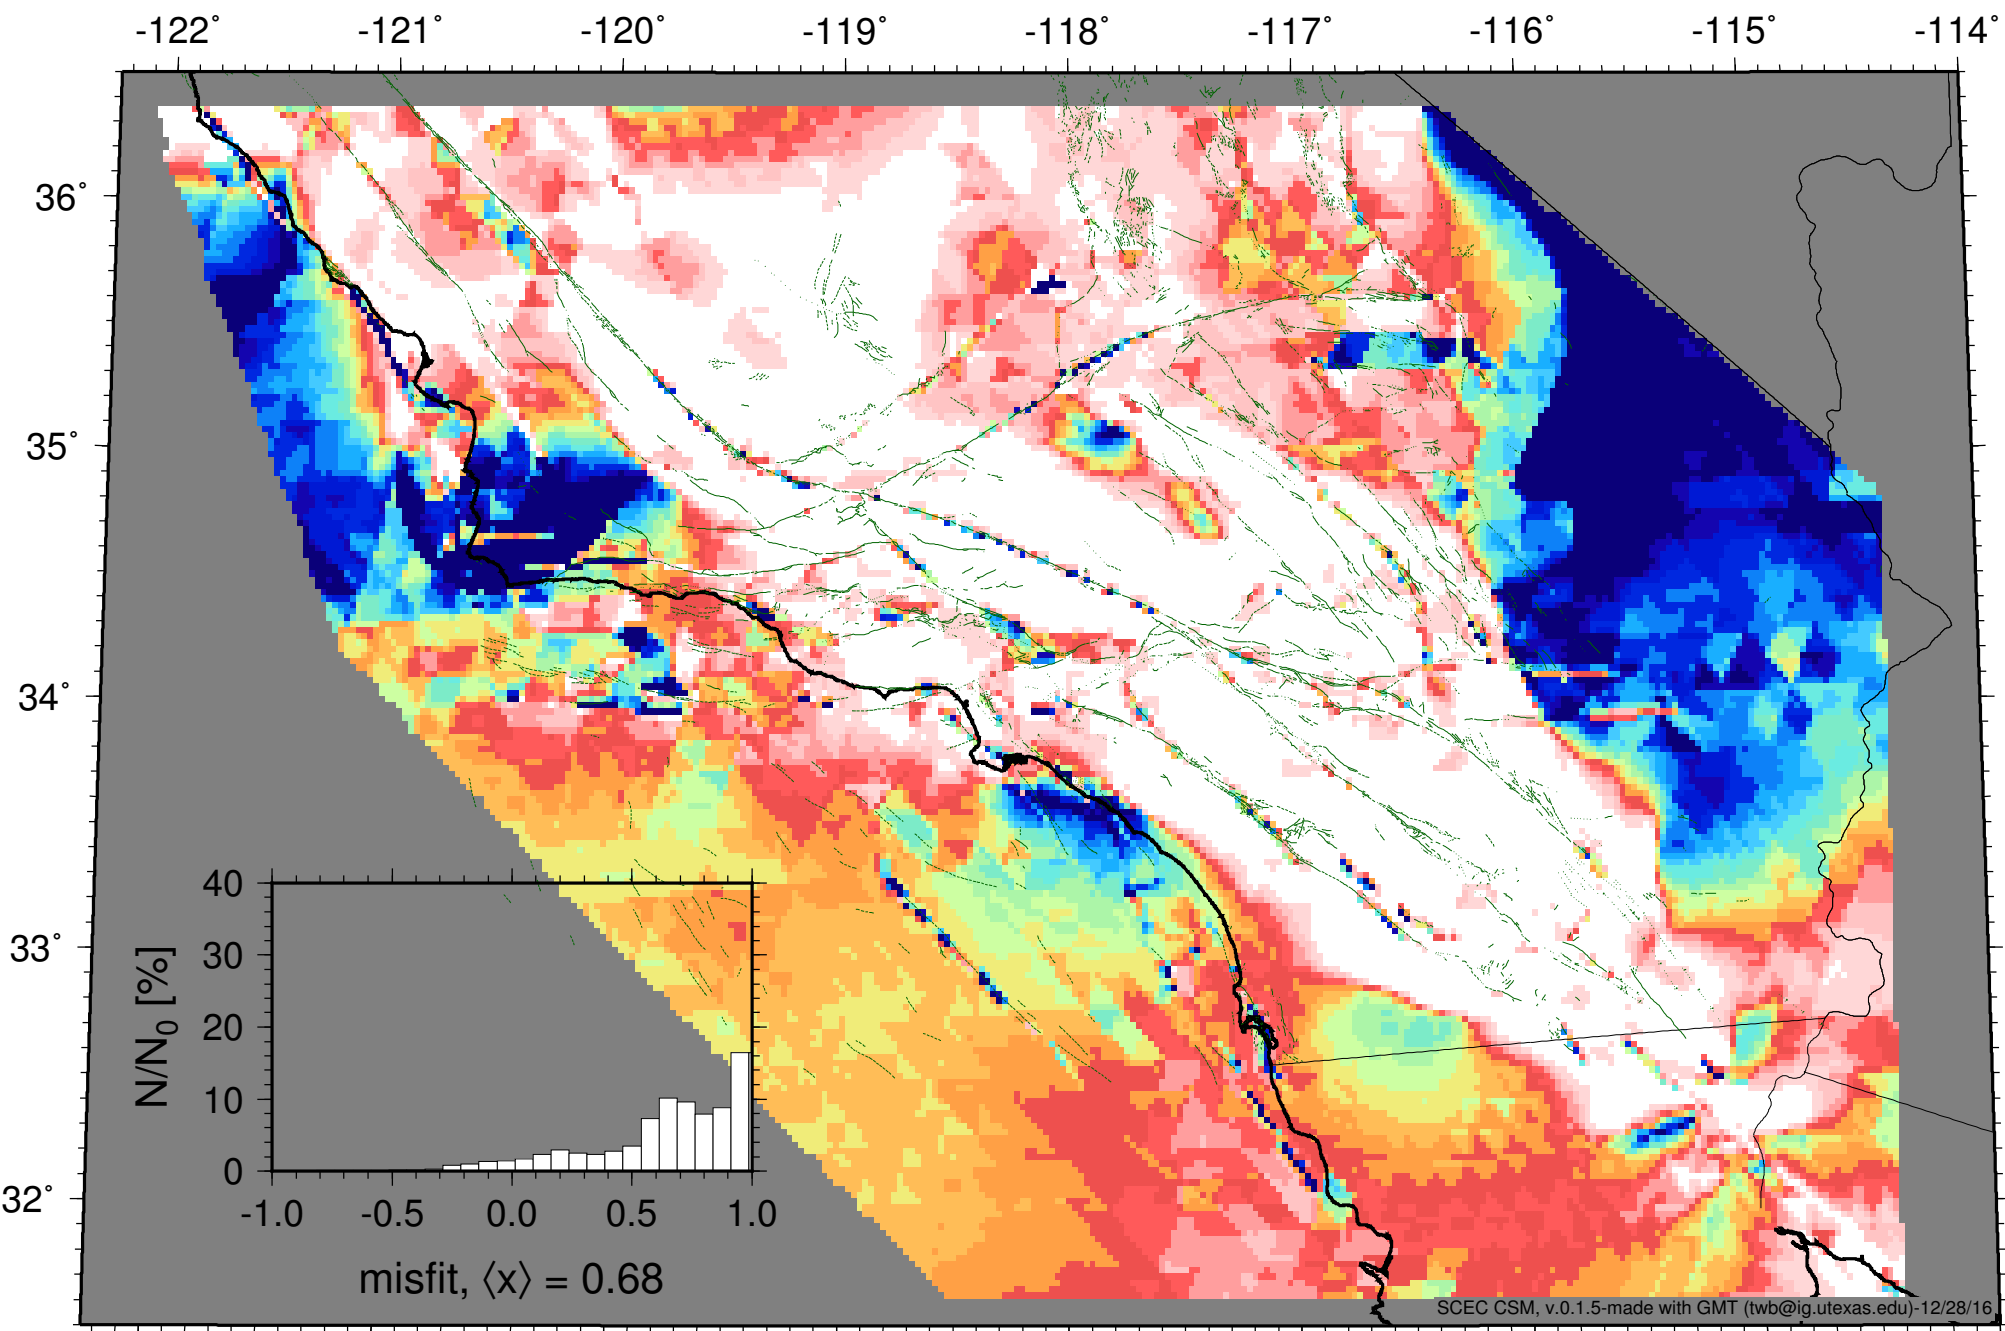 -122˚ -121˚ -120˚ -119˚ -118˚ -117˚ -116˚ -115˚ -114˚
36˚
35˚
34˚
33˚
32˚
40
30
20
10
0
N/N0 [%]
-1.0 -0.5 0.0 0.5 1.0
misfit, ⟨x⟩ = 0.68
SCEC CSM, v.0.1.5-made with GMT (twb@ig.utexas.edu)-12/28/16